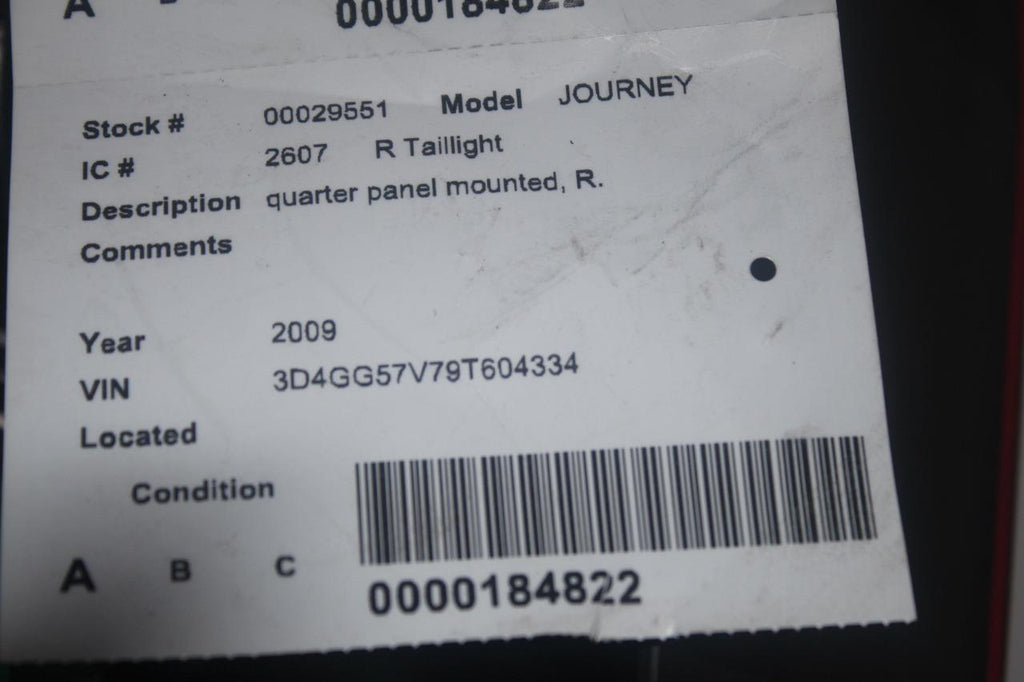 A
0000184822
Stock # 00029551 Model JOURNEY
IC # 2607 R Taillight
Description quarter panel mounted, R.
Comments
Year 2009
VIN 3D4GG57V79T604334
Located
Condition
A B C
0000184822